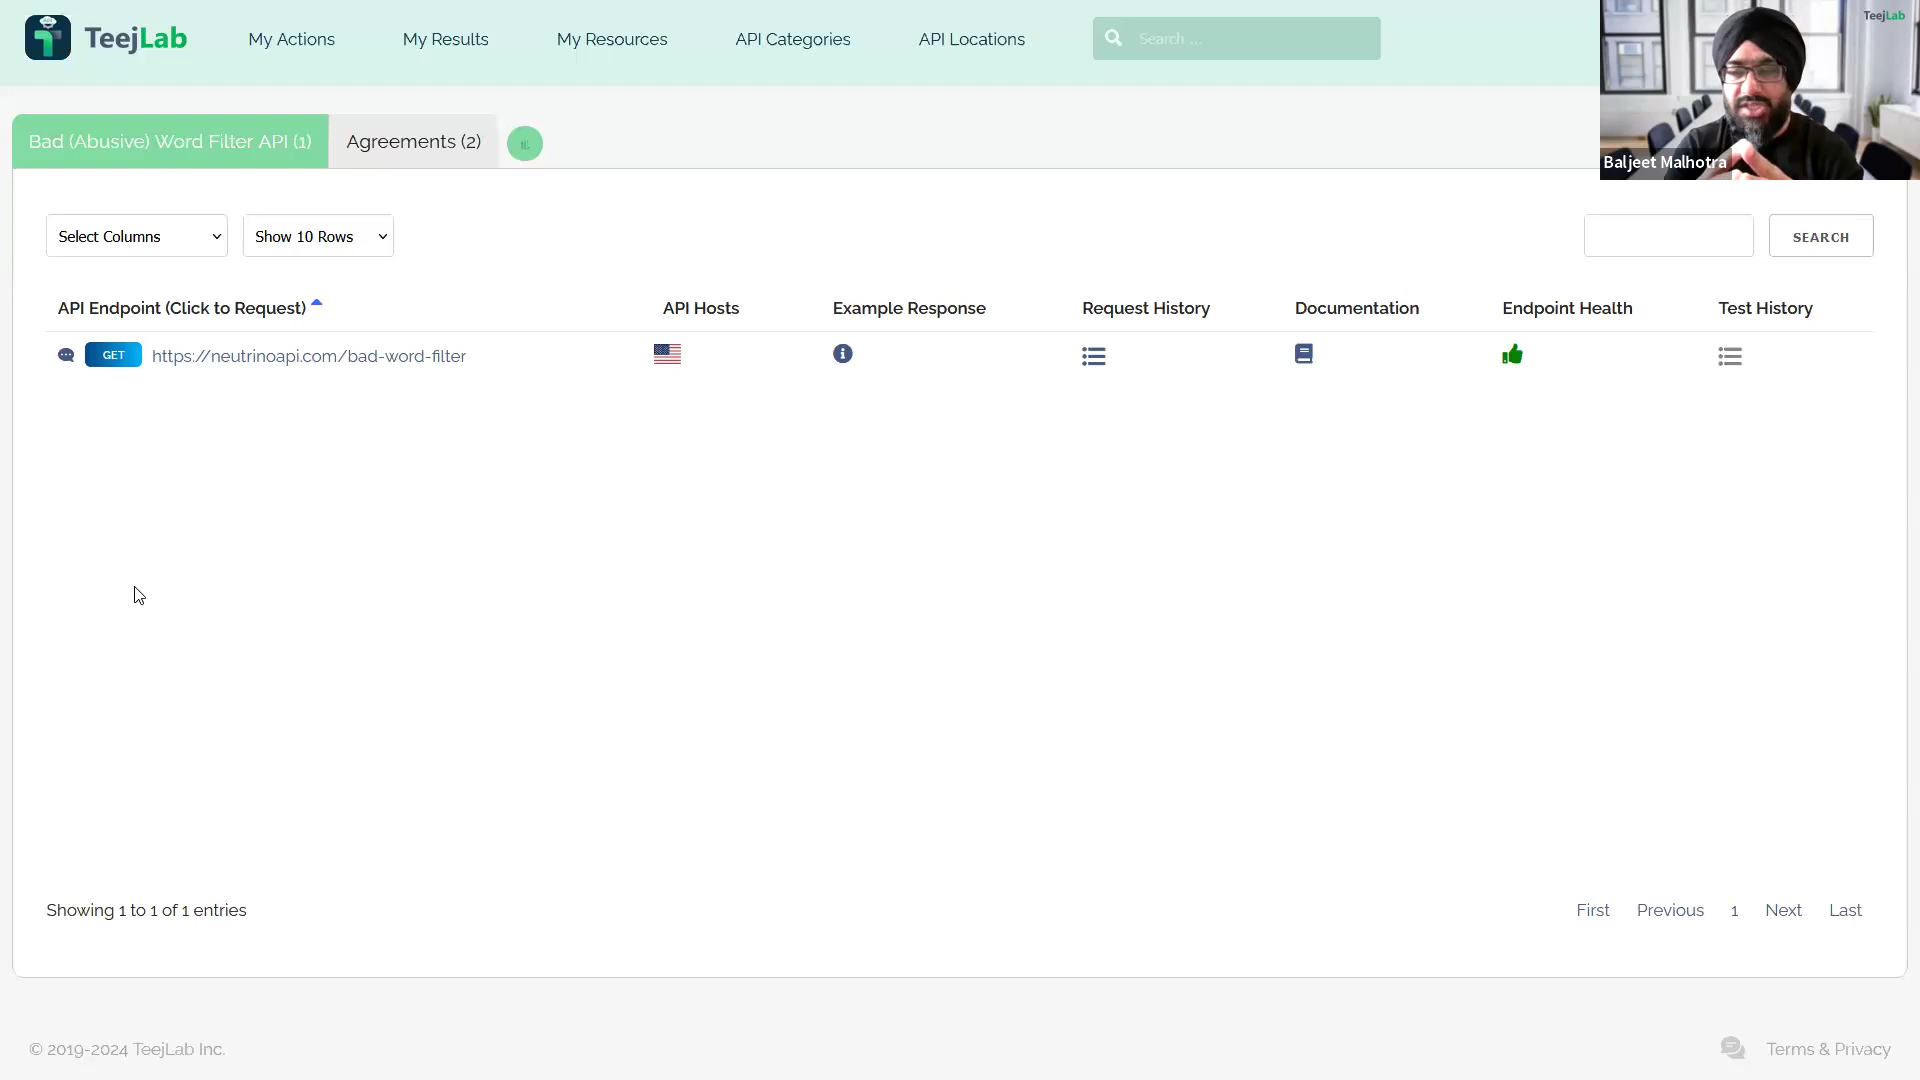 TeejLab
My Actions
My Results
My Resources
API Categories
API Locations
Search ...
TeejLab
Baljeet Malhotra
Bad (Abusive) Word Filter API (1)
Agreements (2)
Select Columns
Show 10 Rows
SEARCH
API Endpoint (Click to Request)
API Hosts
Example Response
Request History
Documentation
Endpoint Health
Test History
GET
https://neutrinoapi.com/bad-word-filter
Showing 1 to 1 of 1 entries
First
Previous
1
Next
Last
© 2019-2024 TeejLab Inc.
Terms & Privacy